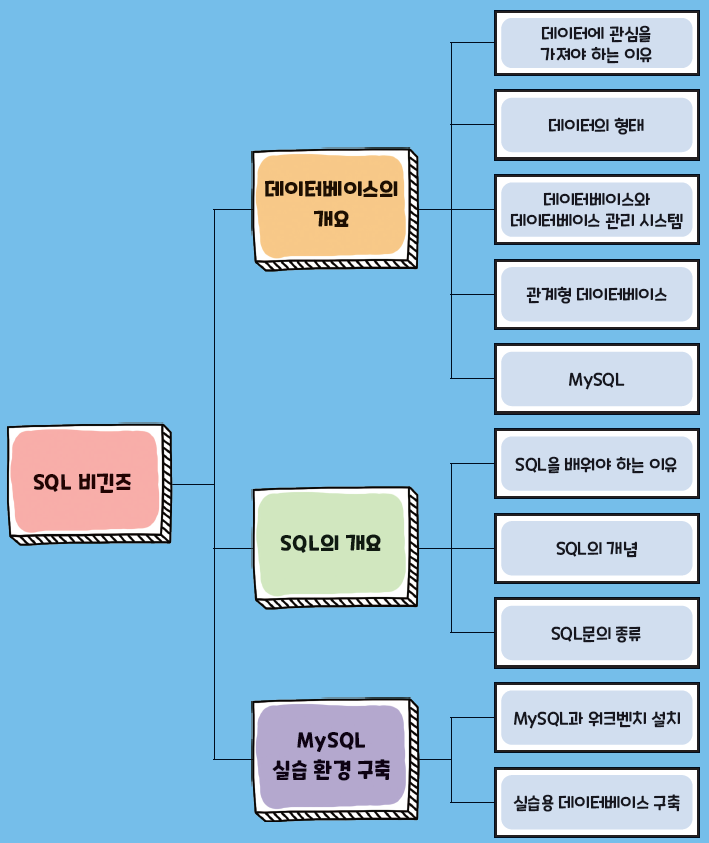 데이터에 관심을
가져야 하는 이유
데이터의 형태
데이터베이스의
개요
데이터베이스와
데이터베이스 관리 시스템
관계형 데이터베이스
MySQL
SQL 비긴즈
SQL을 배워야 하는 이유
SQL의 개요
SQL의 개념
SQL문의 종류
MySQL
실습 환경 구축
MySQL과 워크벤치 설치
실습용 데이터베이스 구축